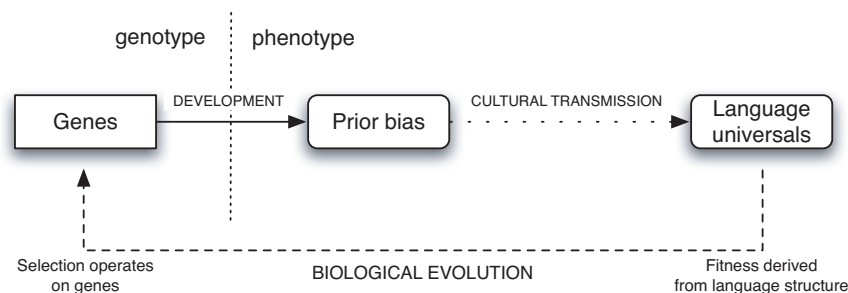 genotype phenotype
DEVELOPMENT CULTURAL TRANSMISSION
Genes Prior bias Language
universals
Selection operates
on genes
BIOLOGICAL EVOLUTION
Fitness derived
from language structure